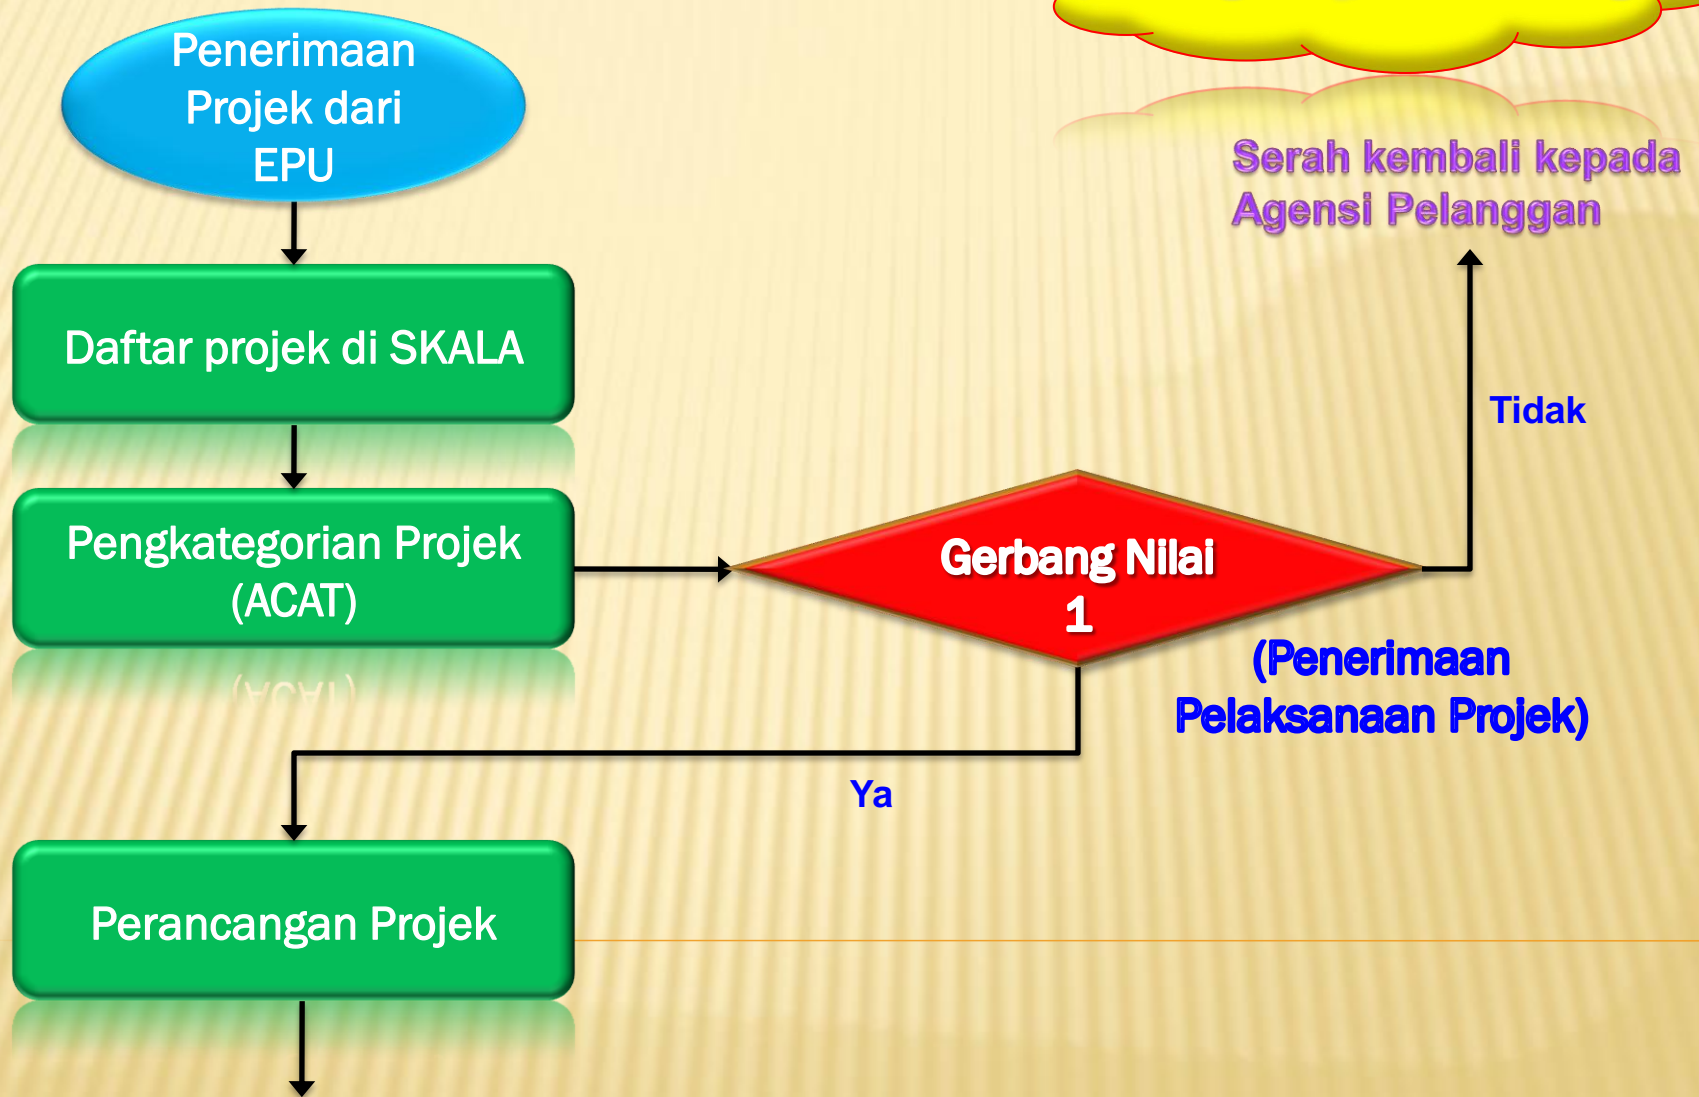 Penerimaan
Projek dari
EPU
Serah kembali kepada
Agensi Pelanggan
Daftar projek di SKALA
Tidak
Pengkategorian Projek
(ACAT)
Gerbang Nilai
1
(Penerimaan
Pelaksanaan Projek)
Ya
Perancangan Projek